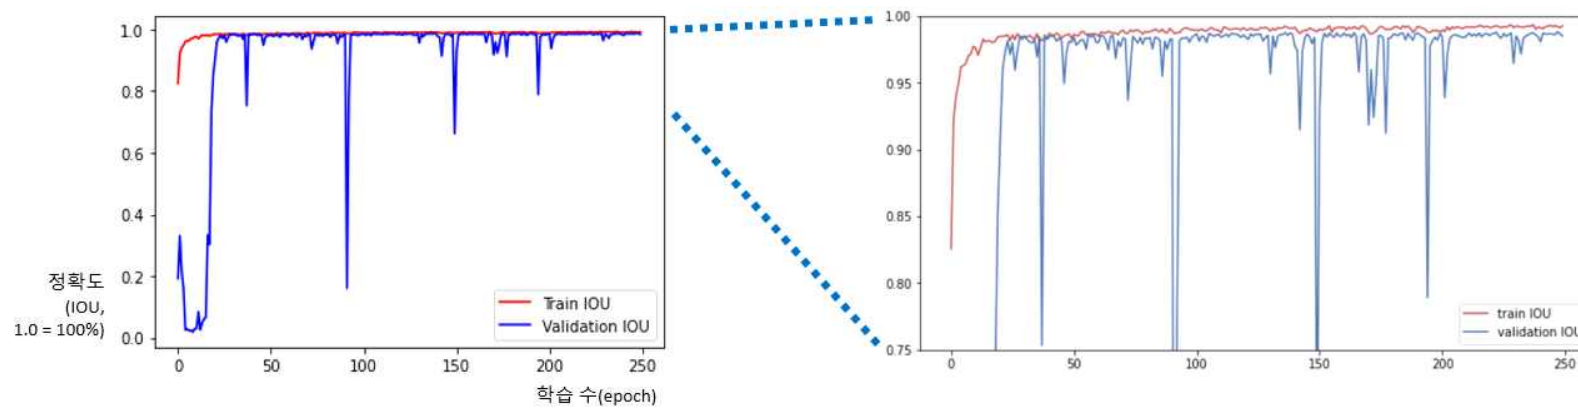 1.0
0.8
0.6
0.4
0.2
0.0
정확도
(IOU,
1.0 = 100%)
Train IOU
Validation IOU
0 50 100 150 200 250
학습 수(epoch)
1.00
0.95
0.90
0.85
0.80
0.75
train IOU
validation IOU
0 50 100 150 200 250